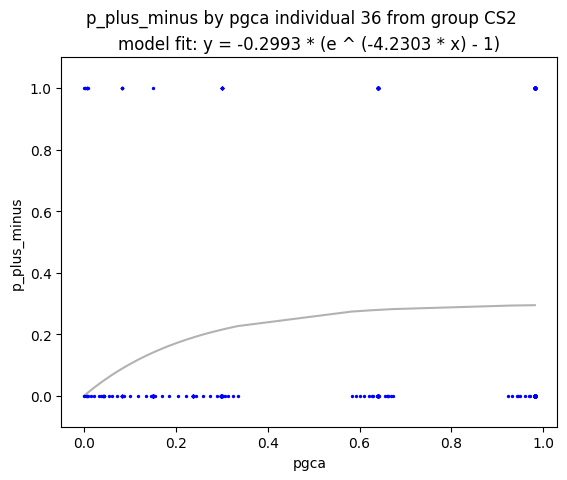 p_plus_minus by pgca individual 36 from group CS2
model fit: y = -0.2993 * (e ^ (-4.2303 * x) - 1)
1.0
0.8
0.6
0.4
0.2
0.0
p_plus_minus
0.0 0.2 0.4 0.6 0.8 1.0
pgca